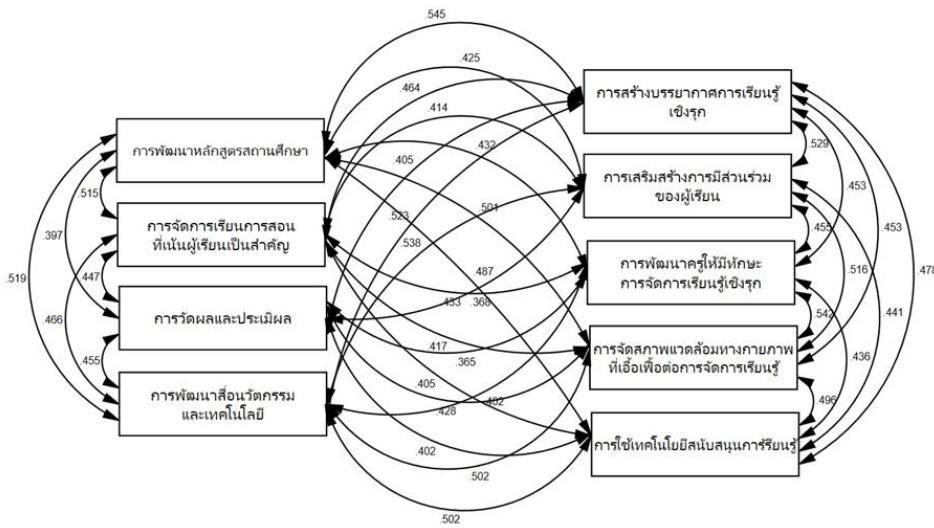 .545
.425
.464
.414
การสร้างบรรยากาศการเรียนรู้
เชิงรุก
การพัฒนาหลักสูตรสถานศึกษา
.405
.432
.529
.515
การเสริมสร้างการมีส่วนร่วม
ของผู้เรียน
.453
.453
การจัดการเรียนการสอน
ที่เน้นผู้เรียนเป็นสำคัญ
.523
.501
.538
.455
.397
.519
.447
.487
การพัฒนาครูให้มีทักษะ
การจัดการเรียนรู้เชิงรุก
.516
.478
.466
การวัดผลและประเมิผล
.433
.368
.542
.441
.417
.365
การจัดสภาพแวดล้อมทางกายภาพ
ที่เอื้อเพื่อต่อการจัดการเรียนรู้
.436
.455
การพัฒนาสื่อนวัตกรรม
และเทคโนโลยี
.405
.428
.496
.402
.502
การใช้เทคโนโยยีสนับสนุนการ์รียนรู้
.502